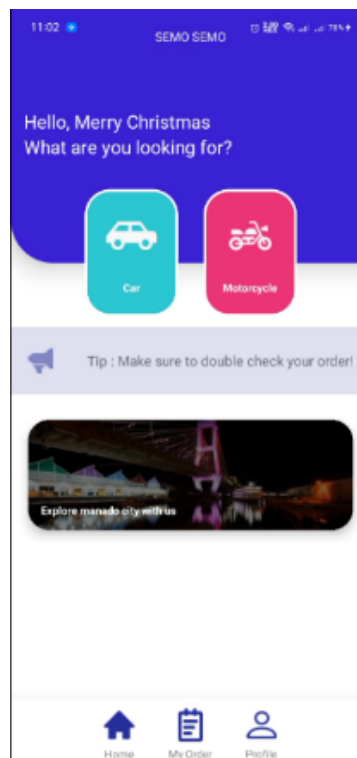 11:02
SEMO SEMO
Hello, Merry Christmas
What are you looking for?
Car
Motorcycle
Tip : Make sure to double check your order!
Explore manado city with us
Home
My Order
Profile